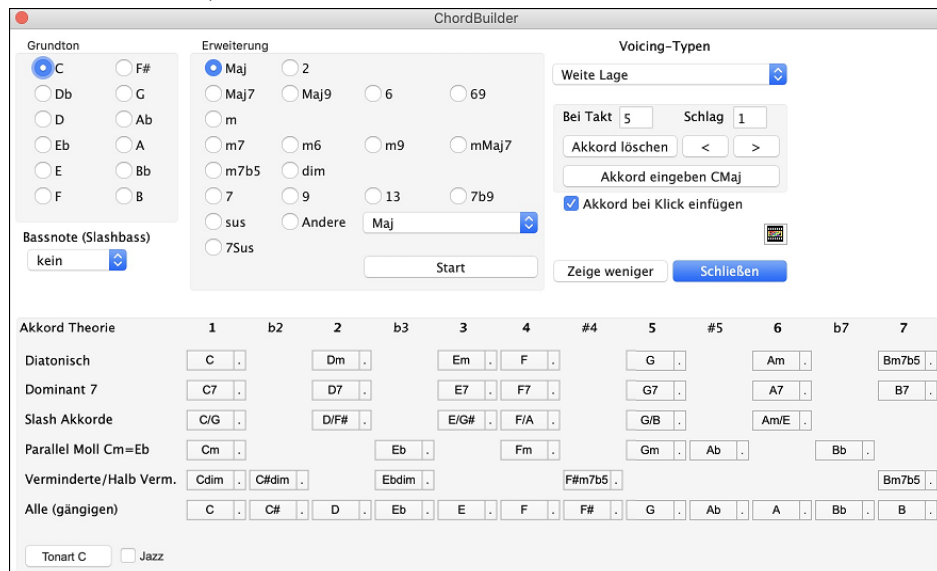 ChordBuilder
Grundton
C F#
Db G
D Ab
Eb A
E Bb
F B
Bassnote (Slashbass)
kein
Erweiterung
Maj 2
Maj7 Maj9 6 69
m
m7 m6 m9 mMaj7
m7b5 dim
7 9 13 7b9
sus Andere Maj
7Sus
Start
Voicing-Typen
Weite Lage
Bei Takt 5 Schlag 1
Akkord löschen < >
Akkord eingeben CMaj
Akkord bei Klick einfügen
Zeige weniger Schließen
Akkord Theorie 1 b2 2 b3 3 4 #4 5 #5 6 b7 7
Diatonisch C . Dm . Em . F . G . Am . Bm7b5 .
Dominant 7 C7 . D7 . E7 . F7 . G7 . A7 . B7 .
Slash Akkorde C/G . D/F# . E/G# . F/A . G/B . Am/E .
Parallel Moll Cm=Eb Cm . Eb . Fm . Gm . Ab . Bb .
Verminderte/Halb Verm. Cdim . C#dim . Ebdim . F#m7b5 . Bm7b5 .
Alle (gängigen) C . C# . D . Eb . E . F . F# . G . Ab . A . Bb . B .
Tonart C Jazz